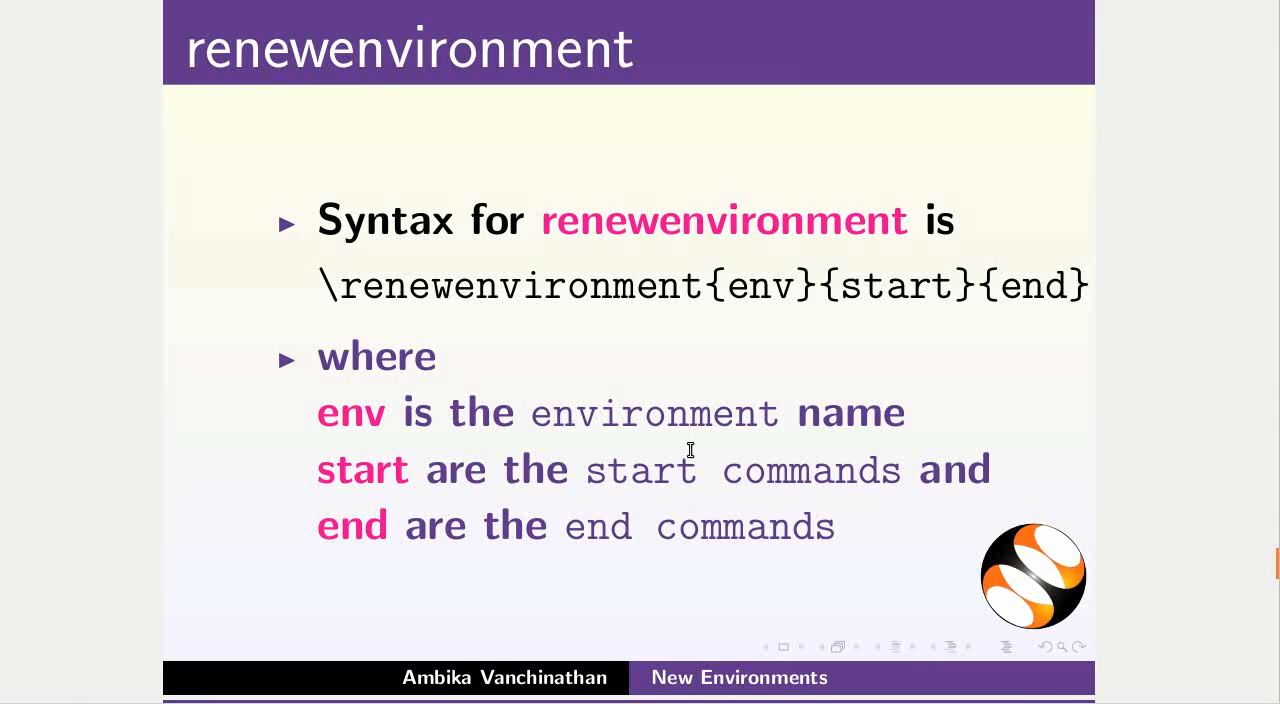 renewenvironment
Syntax for renewenvironment is
\renewenvironment{env}{start}{end}
where
env is the environment name
start are the start commands and
end are the end commands
Ambika Vanchinathan
New Environments